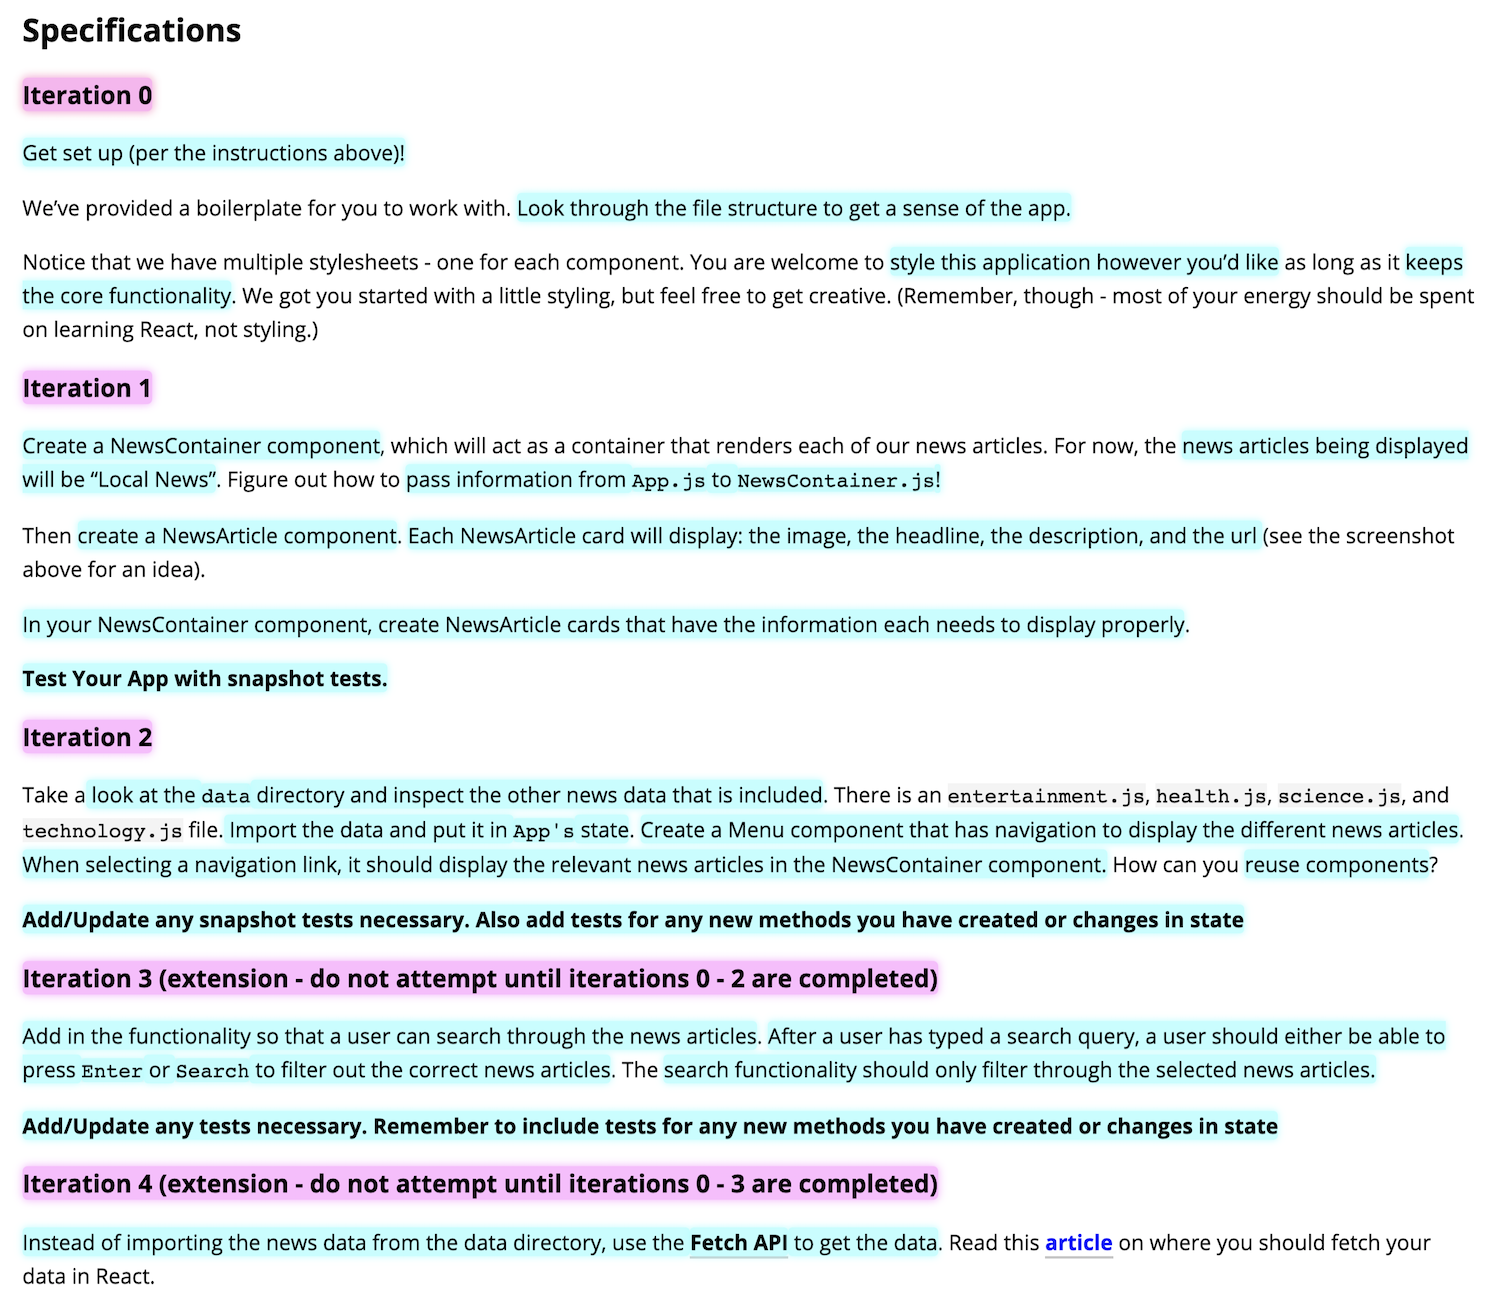 Specifications
Iteration 0
Get set up (per the instructions above)!
We’ve provided a boilerplate for you to work with. Look through the file structure to get a sense of the app.
Notice that we have multiple stylesheets - one for each component. You are welcome to style this application however you’d like as long as it keeps
the core functionality. We got you started with a little styling, but feel free to get creative. (Remember, though - most of your energy should be spent
on learning React, not styling.)
Iteration 1
Create a NewsContainer component, which will act as a container that renders each of our news articles. For now, the news articles being displayed
will be “Local News”. Figure out how to pass information from App.js to NewsContainer.js!
Then create a NewsArticle component. Each NewsArticle card will display: the image, the headline, the description, and the url (see the screenshot
above for an idea).
In your NewsContainer component, create NewsArticle cards that have the information each needs to display properly.
Test Your App with snapshot tests.
Iteration 2
Take a look at the data directory and inspect the other news data that is included. There is an entertainment.js, health.js, science.js, and
technology.js file. Import the data and put it in App's state. Create a Menu component that has navigation to display the different news articles.
When selecting a navigation link, it should display the relevant news articles in the NewsContainer component. How can you reuse components?
Add/Update any snapshot tests necessary. Also add tests for any new methods you have created or changes in state
Iteration 3 (extension - do not attempt until iterations 0 - 2 are completed)
Add in the functionality so that a user can search through the news articles. After a user has typed a search query, a user should either be able to
press Enter or Search to filter out the correct news articles. The search functionality should only filter through the selected news articles.
Add/Update any tests necessary. Remember to include tests for any new methods you have created or changes in state
Iteration 4 (extension - do not attempt until iterations 0 - 3 are completed)
Instead of importing the news data from the data directory, use the Fetch API to get the data. Read this article on where you should fetch your
data in React.